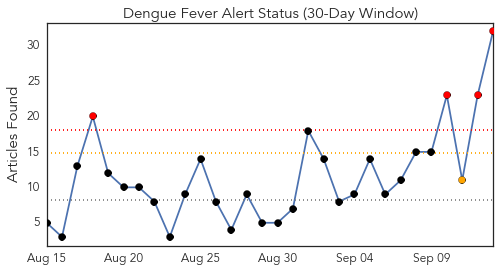 Dengue Fever Alert Status (30-Day Window)
Articles Found
30
25
20
15
10
5
Aug 15
Aug 20
Aug 25
Aug 30
Sep 04
Sep 09